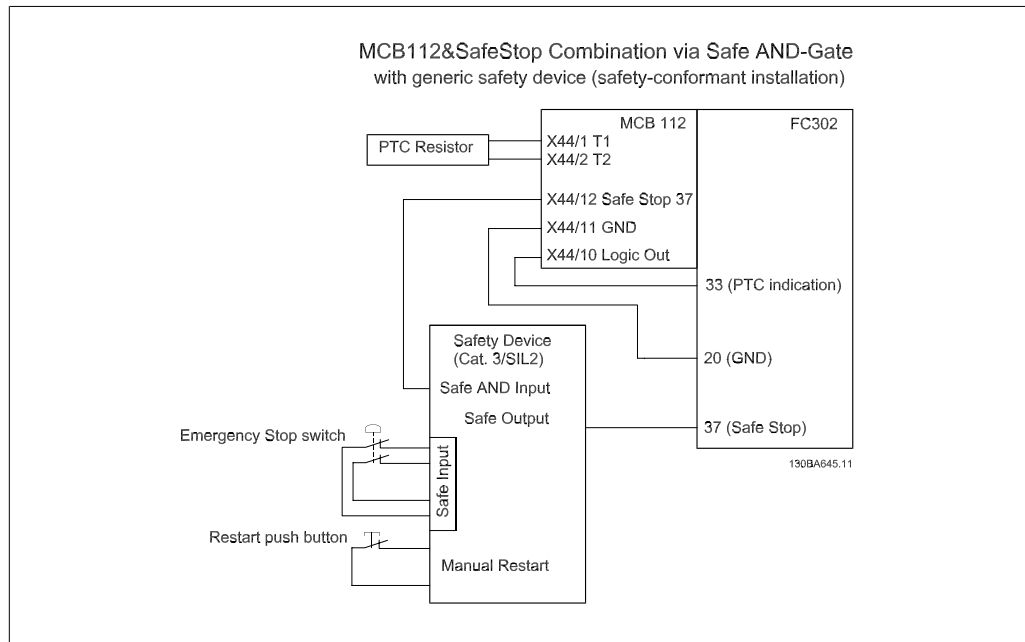 MCB112&SafeStop Combination via Safe AND-Gate
with generic safety device (safety-conformant installation)
MCB 112
FC302
PTC Resistor
X44/1 T1
X44/2 T2
X44/12 Safe Stop 37
X44/11 GND
X44/10 Logic Out
33 (PTC indication)
Safety Device
(Cat. 3/SIL2)
20 (GND)
Safe AND Input
Safe Output
37 (Safe Stop)
Emergency Stop switch
Safe Input
130BA645.11
Restart push button
Manual Restart